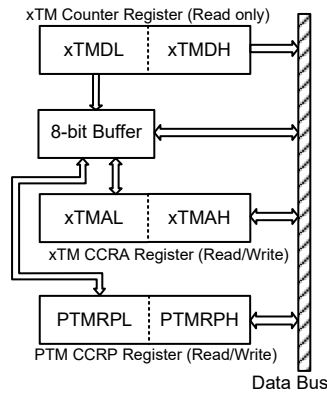 xTM Counter Register (Read only)
xTMDL xTMDH
8-bit Buffer
xTMAL xTMAH
xTM CCRA Register (Read/Write)
PTMRPL PTMRPH
PTM CCRP Register (Read/Write)
Data Bus